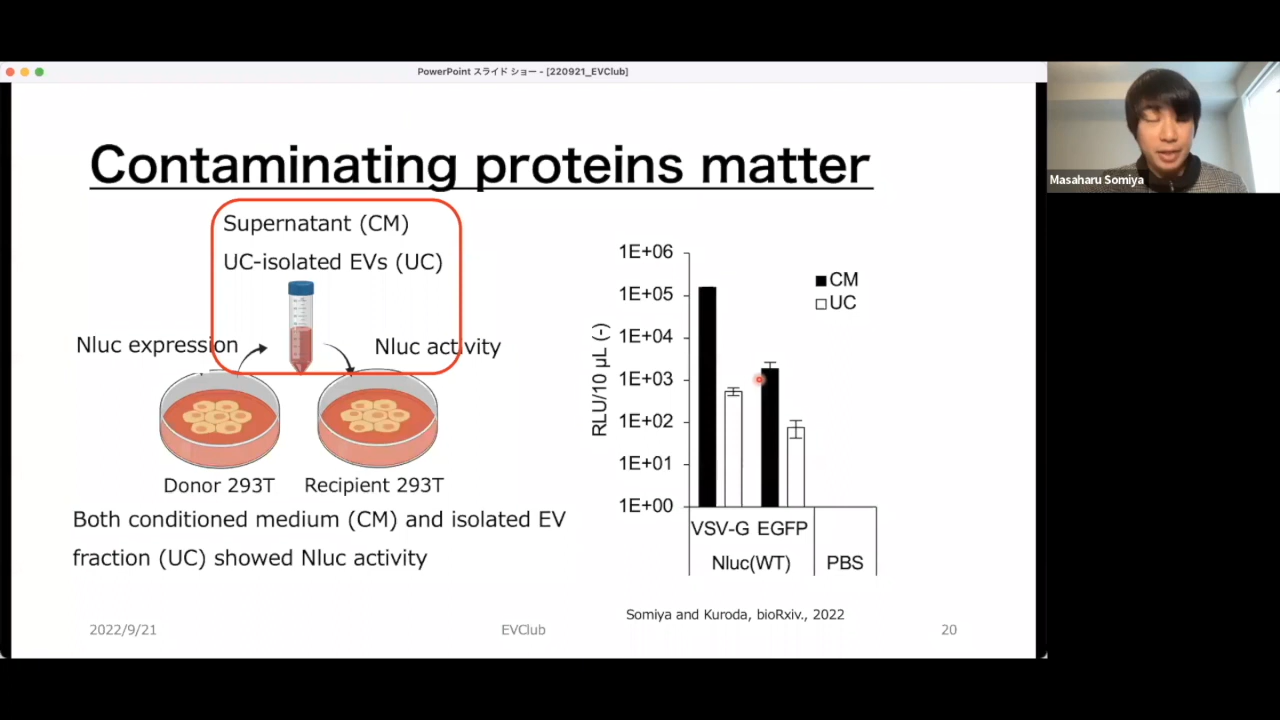 PowerPoint スライド ショー - [220921_EVClub]
Contaminating proteins matter
Supernatant (CM)
UC-isolated EVs (UC)
Nluc expression
Nluc activity
Donor 293T
Recipient 293T
Both conditioned medium (CM) and isolated EV
fraction (UC) showed Nluc activity
RLU/10 µL (-)
1E+06
1E+05
1E+04
1E+03
1E+02
1E+01
1E+00
CM
UC
VSV-G EGFP
Nluc(WT)
PBS
Somiya and Kuroda, bioRxiv., 2022
2022/9/21
EVClub
20
Masaharu Somiya